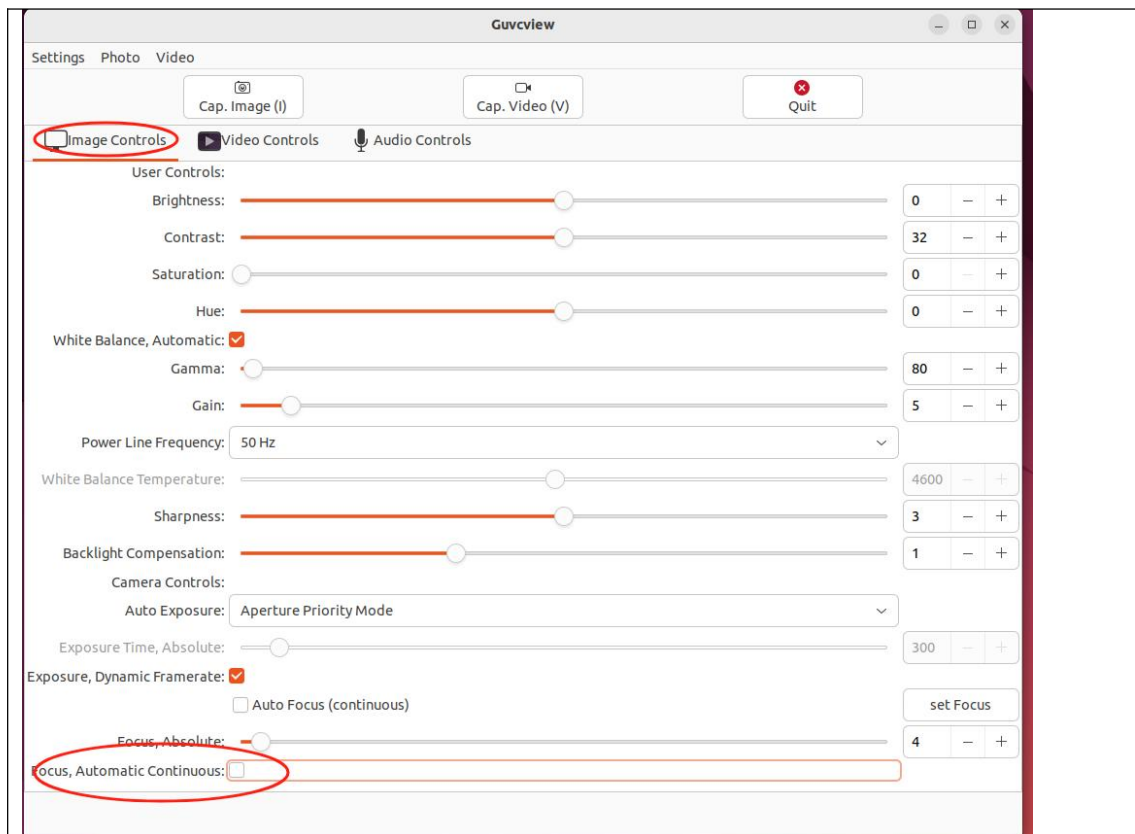 Guvcview
Settings Photo Video
Cap. Image (I) Cap. Video (V) Quit
Image Controls Video Controls Audio Controls
User Controls:
Brightness: 0 − +
Contrast: 32 − +
Saturation: 0 − +
Hue: 0 − +
White Balance, Automatic:
Gamma: 80 − +
Gain: 5 − +
Power Line Frequency: 50 Hz
White Balance Temperature: 4600 − +
Sharpness: 3 − +
Backlight Compensation: 1 − +
Camera Controls:
Auto Exposure: Aperture Priority Mode
Exposure Time, Absolute: 300 − +
Exposure, Dynamic Framerate:
Auto Focus (continuous) set Focus
Focus, Absolute: 4 − +
Focus, Automatic Continuous: